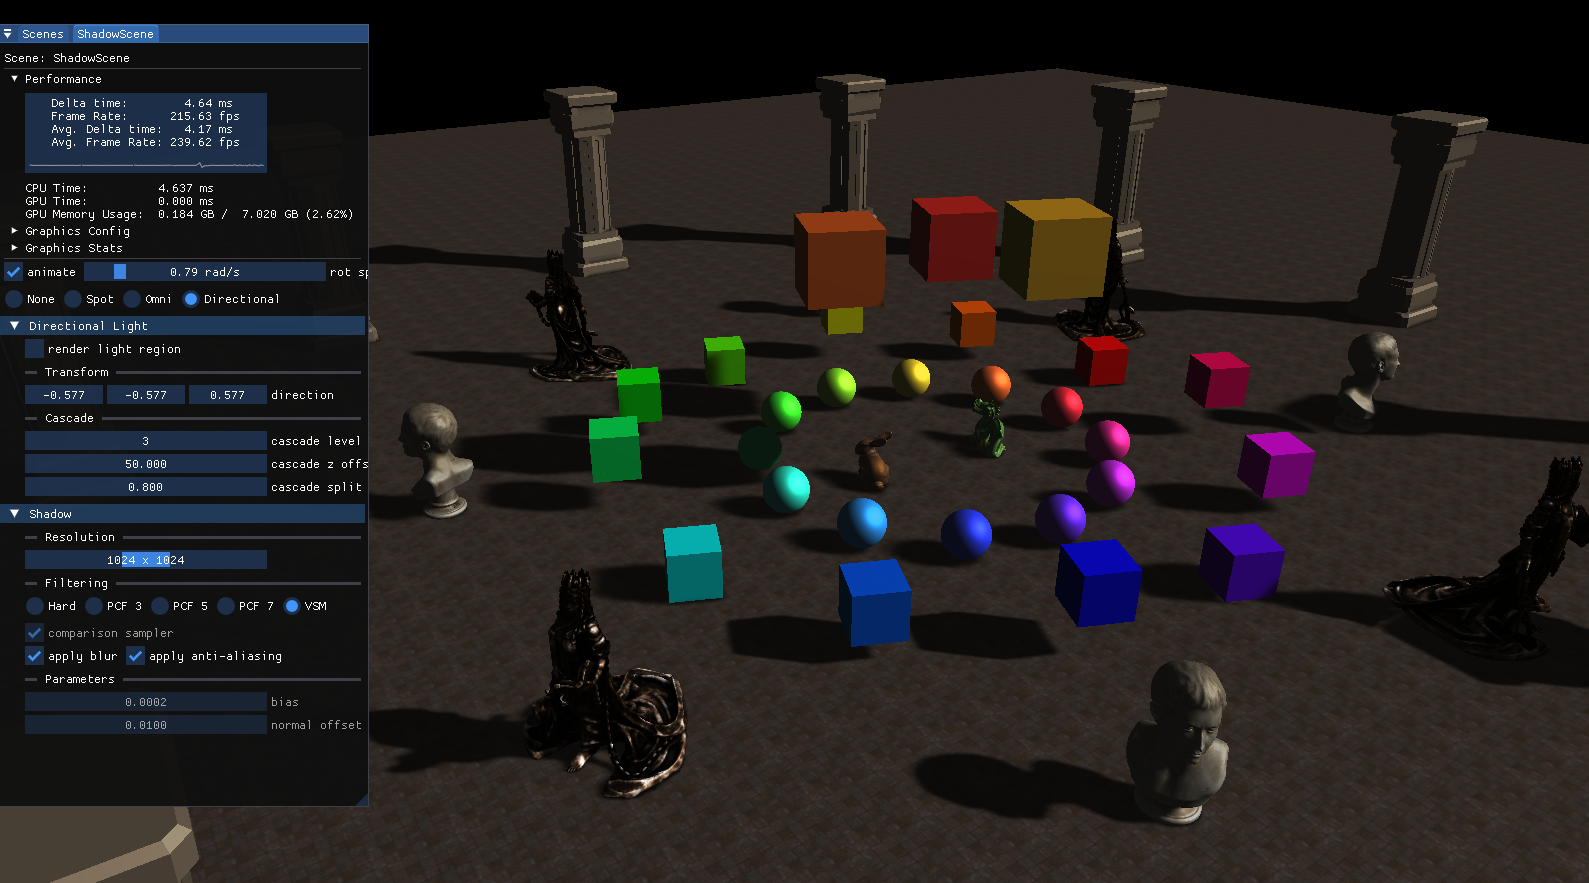 Scenes ShadowScene
Scene: ShadowScene
Performance
Delta time: 4.64 ms
Frame Rate: 215.63 fps
Avg. Delta time: 4.17 ms
Avg. Frame Rate: 239.62 fps
CPU Time: 4.637 ms
GPU Time: 0.000 ms
GPU Memory Usage: 0.184 GB / 7.020 GB (2.62%)
Graphics Config
Graphics Stats
animate 0.79 rad/s rot sp
None Spot Omni Directional
Directional Light
render light region
Transform
-0.577 -0.577 0.577 direction
Cascade
3 cascade level
50.000 cascade z offs
0.800 cascade split
Shadow
Resolution
1024 x 1024
Filtering
Hard PCF 3 PCF 5 PCF 7 VSM
comparison sampler
apply blur apply anti-aliasing
Parameters
0.0002 bias
0.0100 normal offset